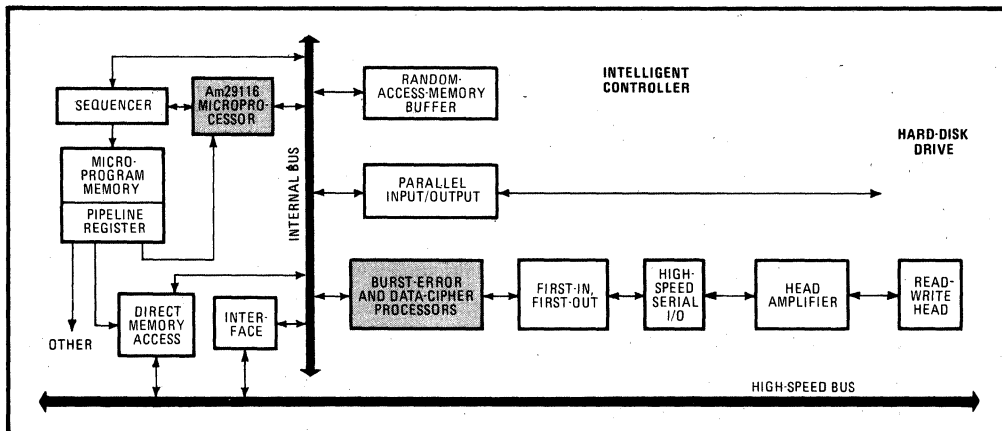 SEQUENCER
Am29116
MICROPRO-
CESSOR
MICRO-
PROGRAM
MEMORY
PIPELINE
REGISTER
OTHER
DIRECT
MEMORY
ACCESS
INTER-
FACE
INTERNAL BUS
RANDOM-
ACCESS-MEMORY
BUFFER
INTELLIGENT
CONTROLLER
HARD-DISK
DRIVE
PARALLEL
INPUT/OUTPUT
BURST-ERROR
AND DATA-CIPHER
PROCESSORS
FIRST-IN,
FIRST-OUT
HIGH-
SPEED
SERIAL
I/O
HEAD
AMPLIFIER
READ-
WRITE
HEAD
HIGH-SPEED BUS